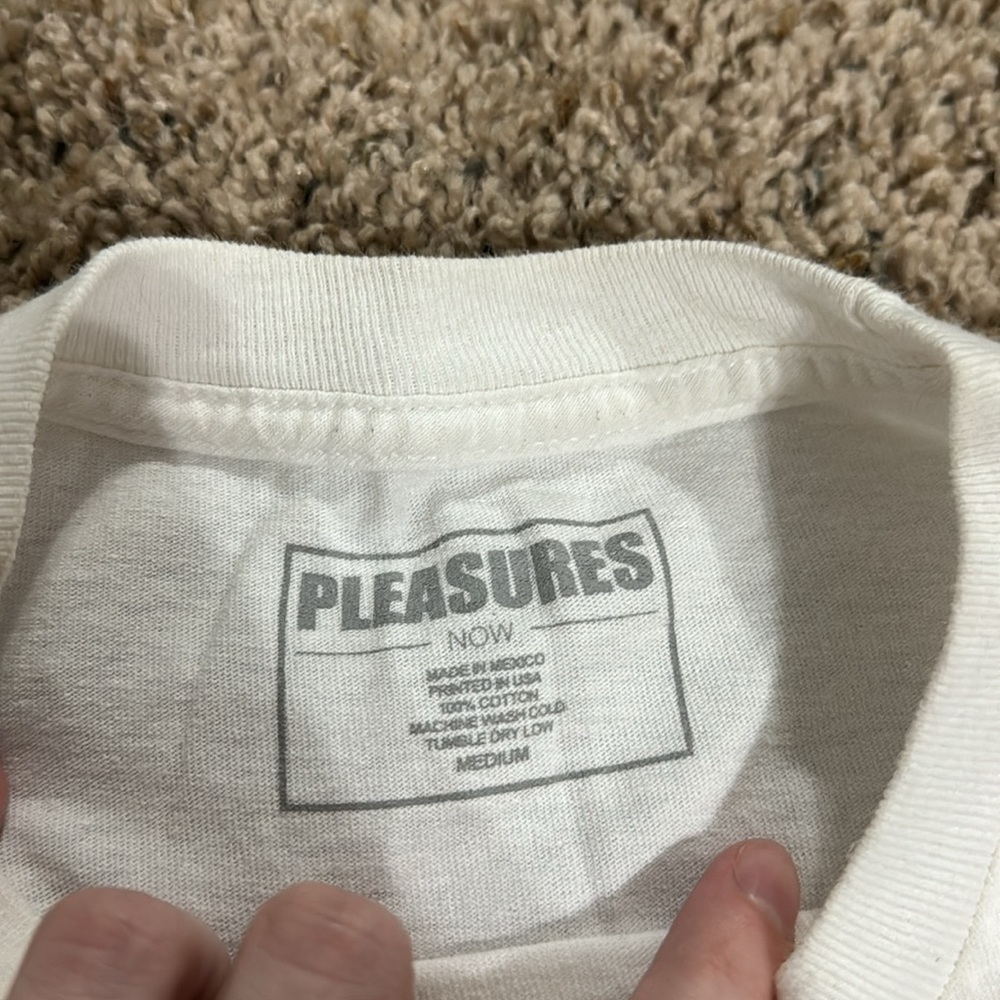 PLEASURES
NOW
MADE IN MEXICO
PRINTED IN USA
100% COTTON
MACHINE WASH COLD
TUMBLE DRY LOW
MEDIUM